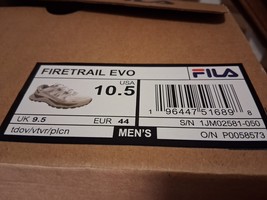 FIRETRAIL EVO
FILA
USA
10.5
1 96447 51689 8
UK 9.5
EUR 44
S/N 1JM02581-050
tdov/vtvr/plcn
MEN'S
O/N P0058573